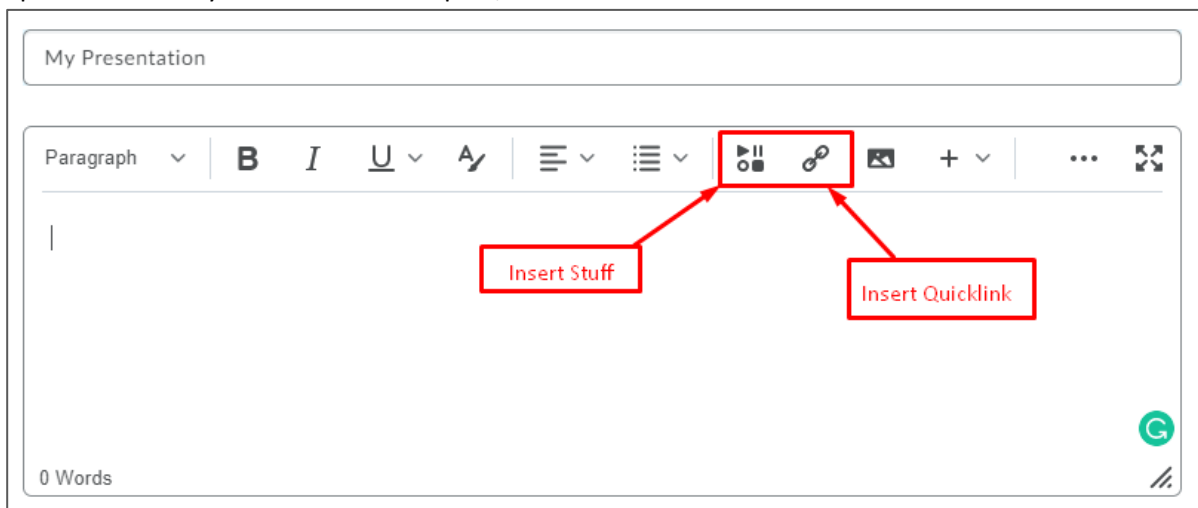 My Presentation
Paragraph B I U A
Insert Stuff
Insert Quicklink
0 Words